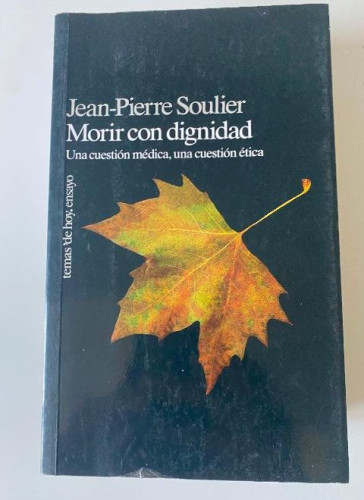 Jean-Pierre Soulier
Morir con dignidad
Una cuestión médica, una cuestión ética
temas de hoy. ensayo